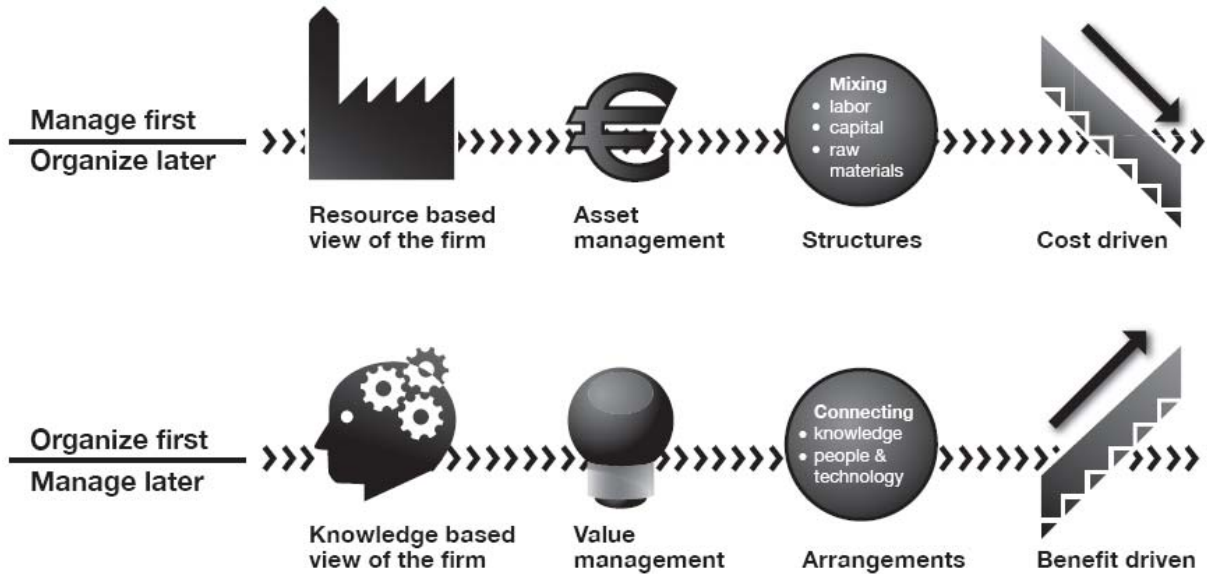 Manage first
Organize later
Resource based
view of the firm
€
Asset
management
Mixing
• labor
• capital
• raw
materials
Structures
Cost driven
Organize first
Manage later
Knowledge based
view of the firm
Value
management
Connecting
• knowledge
• people &
technology
Arrangements
Benefit driven